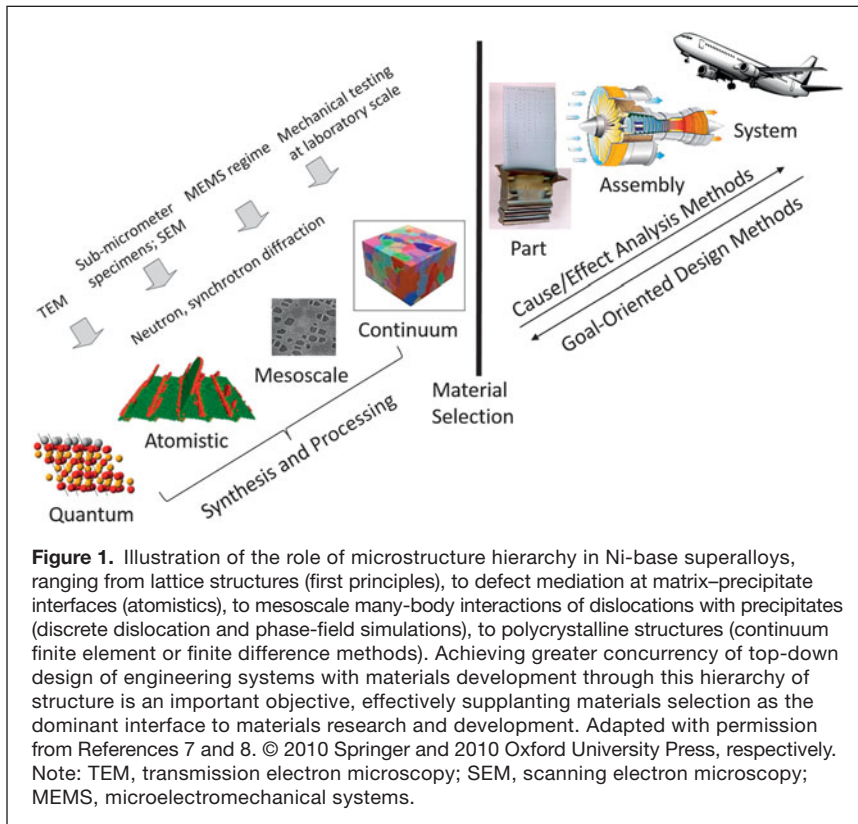 Mechanical testing
at laboratory scale
MEMS regime
Sub-micrometer
specimens; SEM
TEM
Neutron, synchrotron diffraction
System
Assembly
Part
Cause/Effect Analysis Methods
Goal-Oriented Design Methods
Continuum
Mesoscale
Atomistic
Quantum
Synthesis and Processing
Material
Selection
Figure 1. Illustration of the role of microstructure hierarchy in Ni-base superalloys,
ranging from lattice structures (first principles), to defect mediation at matrix–precipitate
interfaces (atomistics), to mesoscale many-body interactions of dislocations with precipitates
(discrete dislocation and phase-field simulations), to polycrystalline structures (continuum
finite element or finite difference methods). Achieving greater concurrency of top-down
design of engineering systems with materials development through this hierarchy of
structure is an important objective, effectively supplanting materials selection as the
dominant interface to materials research and development. Adapted with permission
from References 7 and 8. © 2010 Springer and 2010 Oxford University Press, respectively.
Note: TEM, transmission electron microscopy; SEM, scanning electron microscopy;
MEMS, microelectromechanical systems.